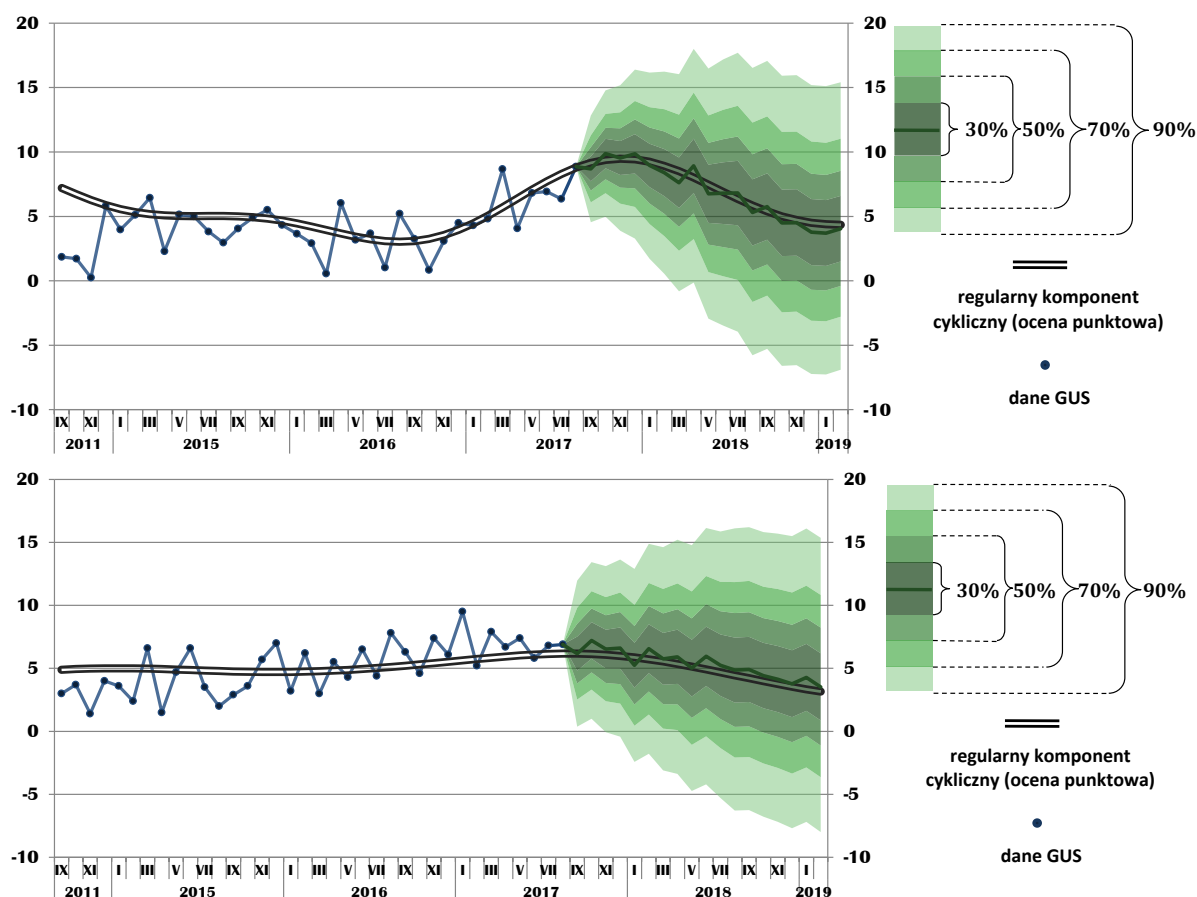 20
15
10
5
0
-5
-10
20
15
10
5
0
-5
-10
IX XI I III V VII IX XI I III V VII IX XI I III V VII IX XI I III V VII IX XI I
2011 2015 2016 2017 2018 2019
30% 50% 70% 90%
regularny komponent
cykliczny (ocena punktowa)
dane GUS
20
15
10
5
0
-5
-10
20
15
10
5
0
-5
-10
IX XI I III V VII IX XI I III V VII IX XI I III V VII IX XI I III V VII IX XI I
2011 2015 2016 2017 2018 2019
30% 50% 70% 90%
regularny komponent
cykliczny (ocena punktowa)
dane GUS